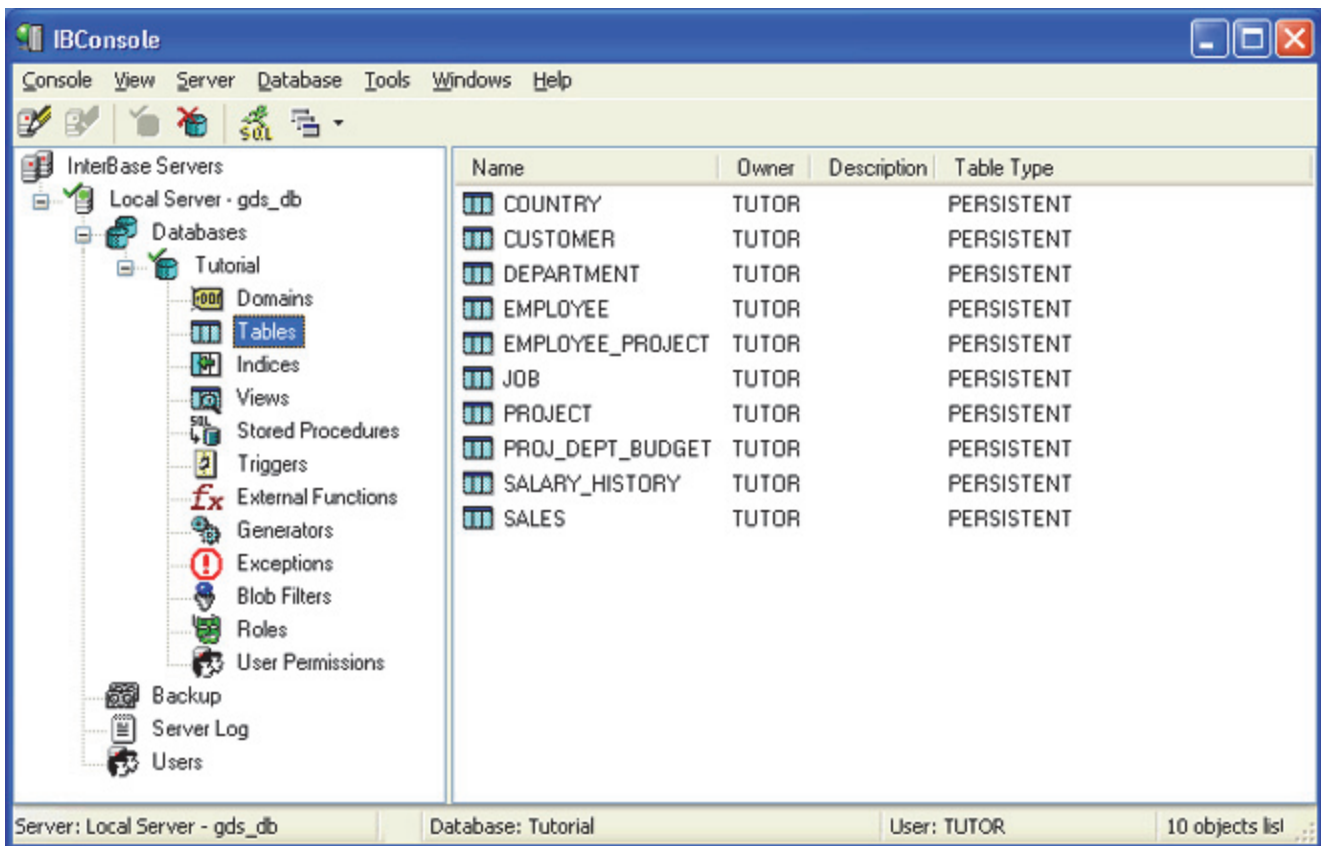 IBConsole
Console View Server Database Tools Windows Help
SQL
InterBase Servers
Local Server - gds_db
Databases
Tutorial
Domains
Tables
Indices
Views
SQL
Stored Procedures
Triggers
fx External Functions
Generators
Exceptions
Blob Filters
Roles
User Permissions
Backup
Server Log
Users
Name Owner Description Table Type
COUNTRY TUTOR PERSISTENT
CUSTOMER TUTOR PERSISTENT
DEPARTMENT TUTOR PERSISTENT
EMPLOYEE TUTOR PERSISTENT
EMPLOYEE_PROJECT TUTOR PERSISTENT
JOB TUTOR PERSISTENT
PROJECT TUTOR PERSISTENT
PROJ_DEPT_BUDGET TUTOR PERSISTENT
SALARY_HISTORY TUTOR PERSISTENT
SALES TUTOR PERSISTENT
Server: Local Server - gds_db Database: Tutorial User: TUTOR 10 objects list